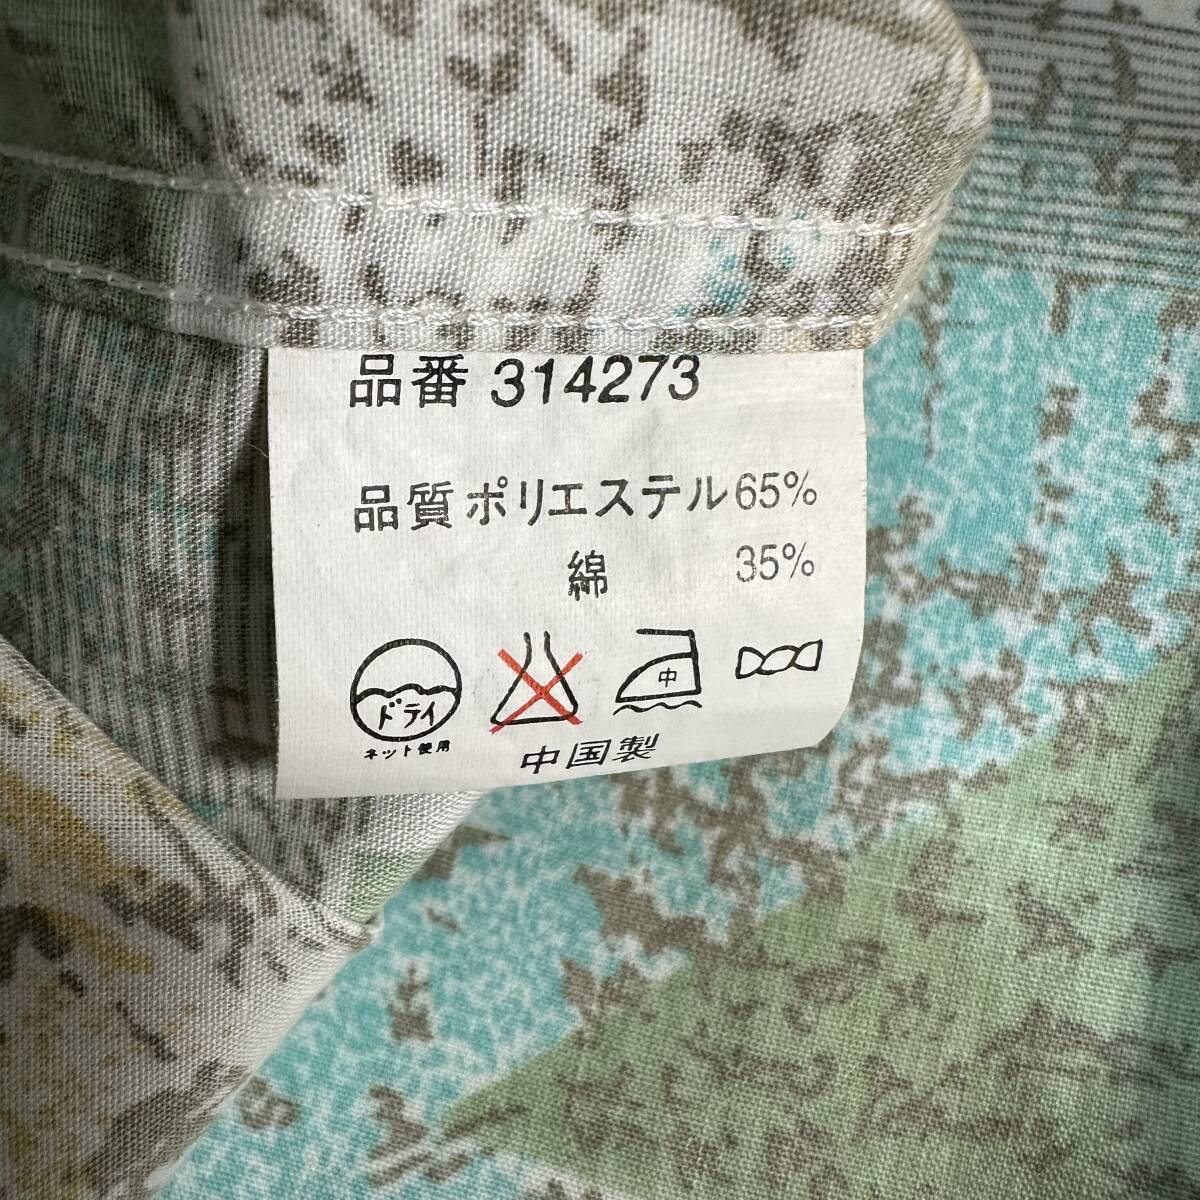 品番 314273
品質 ポリエステル 65%
綿 35%
ドライ 中
ネット使用
中国製